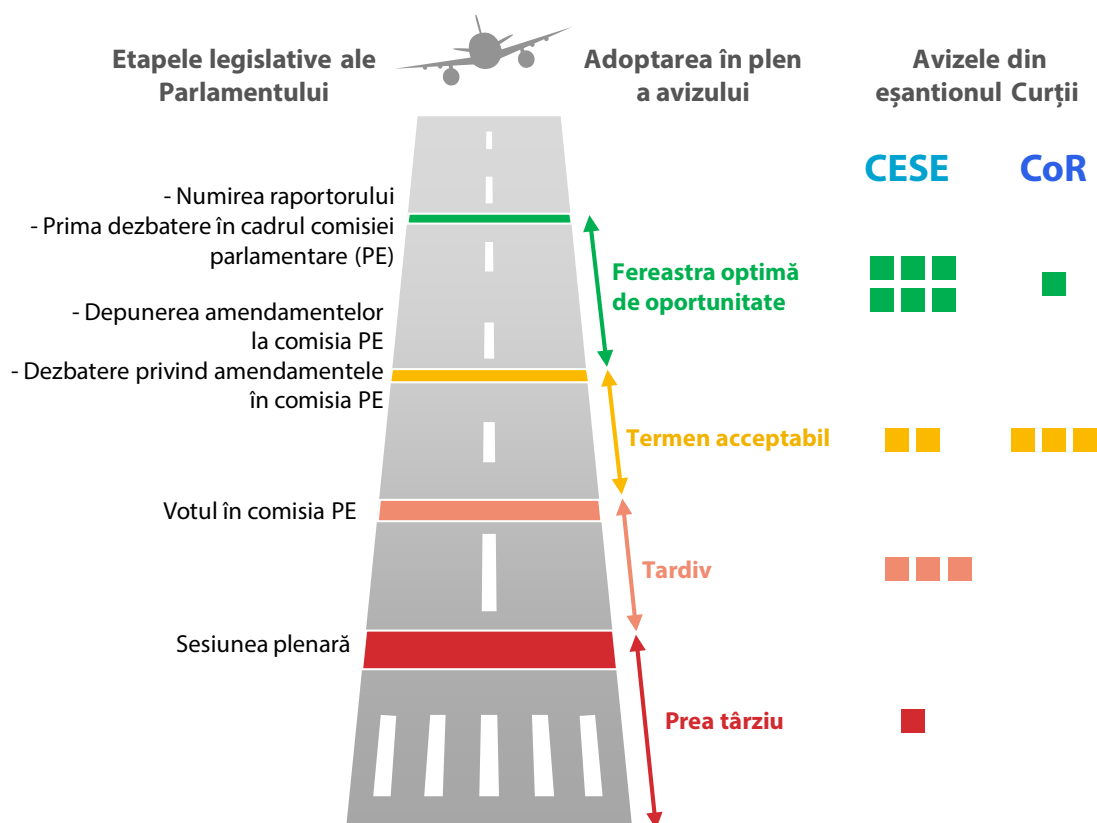 Etapele legislative ale
Parlamentului
Adoptarea în plen
a avizului
Avizele din
eșantionul Curții
CESE
CoR
- Numirea raportorului
- Prima dezbatere în cadrul comisiei
parlamentare (PE)
Fereastra optimă
de oportunitate
- Depunerea amendamentelor
la comisia PE
- Dezbatere privind amendamentele
în comisia PE
Termen acceptabil
Votul în comisia PE
Tardiv
Sesiunea plenară
Prea târziu